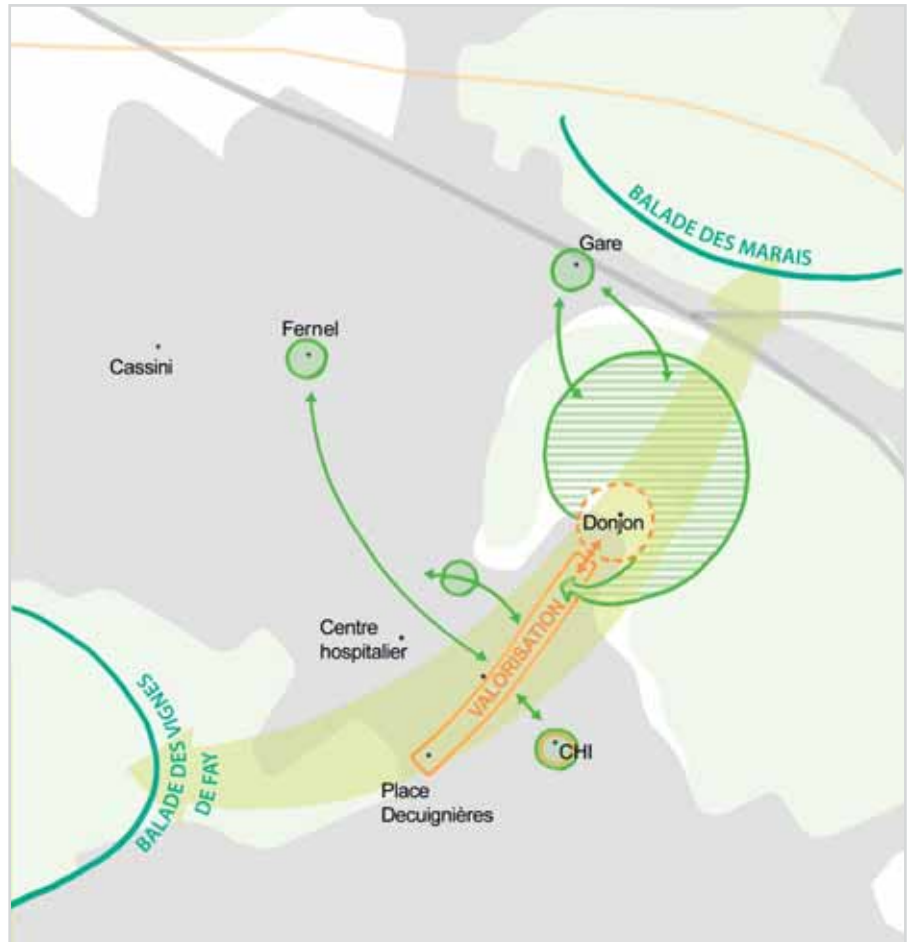 BALADE DES MARAIS
Gare
Fernel
Cassini
Donjon
VALORISATION
Centre
hospitalier
CHI
Place
Decuignières
BALADE DES VIGNES
DE FAY